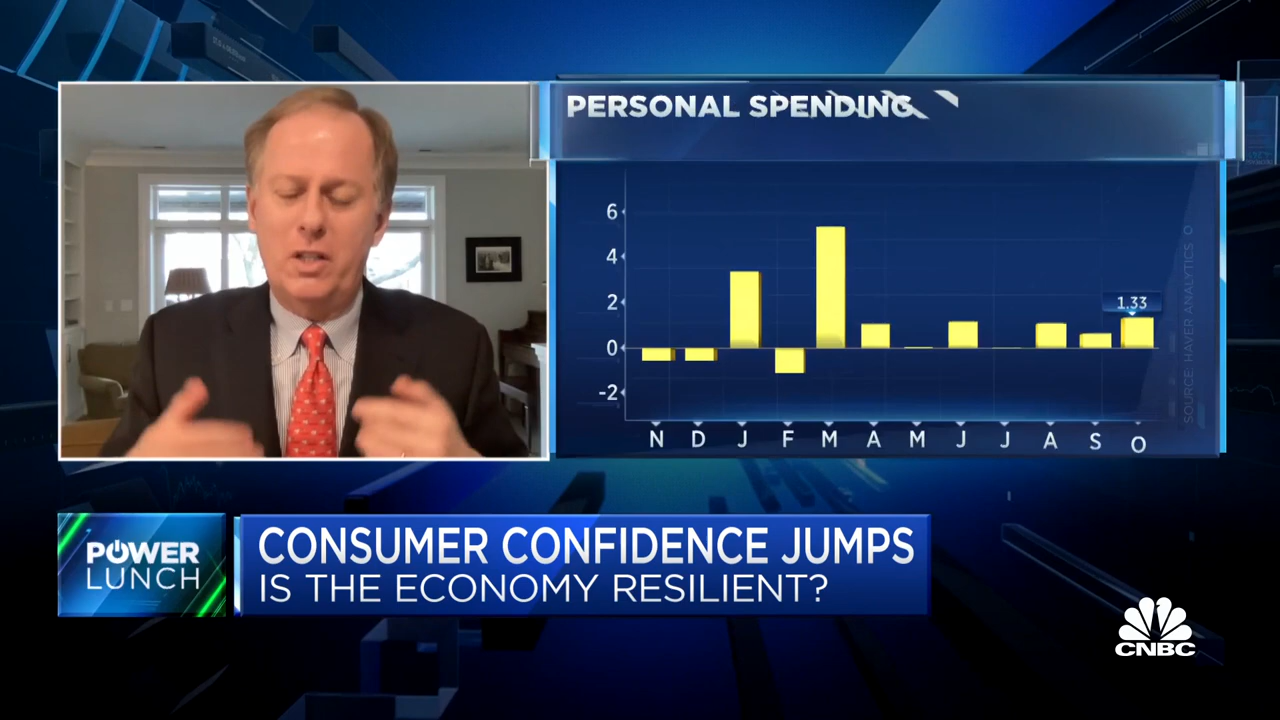 PERSONAL SPENDING
6
4
2
0
-2
1.33
N D J F M A M J J A S O
SOURCE: HAVER ANALYTICS
POWER
LUNCH
CONSUMER CONFIDENCE JUMPS
IS THE ECONOMY RESILIENT?
CNBC